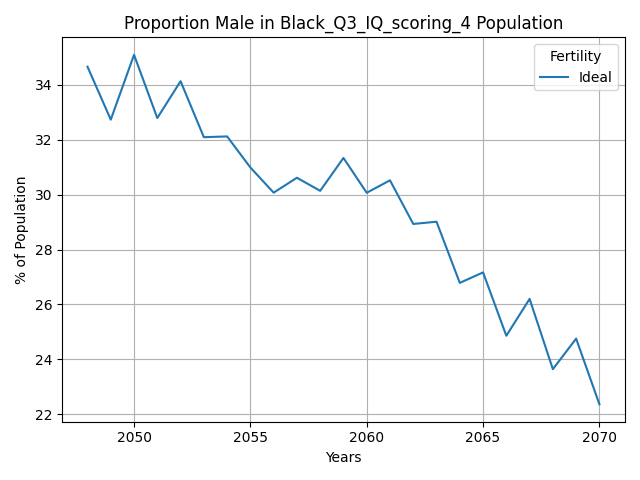 Proportion Male in Black_Q3_IQ_scoring_4 Population
Fertility
Ideal
% of Population
34
32
30
28
26
24
22
2050 2055 2060 2065 2070
Years